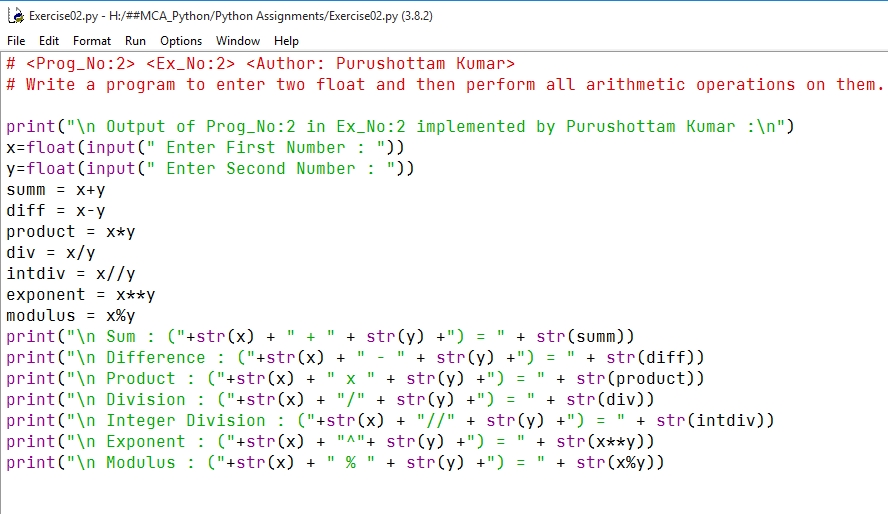 Exercise02.py - H:/##MCA_Python/Python Assignments/Exercise02.py (3.8.2)
File Edit Format Run Options Window Help
# <Prog_No:2> <Ex_No:2> <Author: Purushottam Kumar>
# Write a program to enter two float and then perform all arithmetic operations on them.
print("\n Output of Prog_No:2 in Ex_No:2 implemented by Purushottam Kumar :\n")
x=float(input(" Enter First Number : "))
y=float(input(" Enter Second Number : "))
summ = x+y
diff = x-y
product = x*y
div = x/y
intdiv = x//y
exponent = x**y
modulus = x%y
print("\n Sum : ("+str(x) + " + " + str(y) +") = " + str(summ))
print("\n Difference : ("+str(x) + " - " + str(y) +") = " + str(diff))
print("\n Product : ("+str(x) + " x " + str(y) +") = " + str(product))
print("\n Division : ("+str(x) + "/" + str(y) +") = " + str(div))
print("\n Integer Division : ("+str(x) + "//" + str(y) +") = " + str(intdiv))
print("\n Exponent : ("+str(x) + "^"+ str(y) +") = " + str(x**y))
print("\n Modulus : ("+str(x) + " % " + str(y) +") = " + str(x%y))